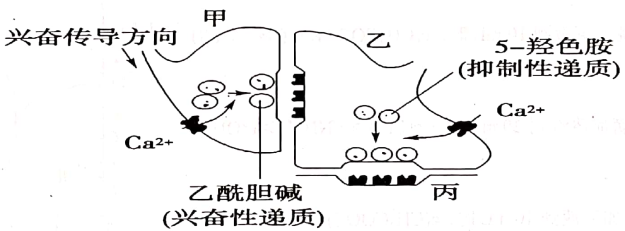 甲
兴奋传导方向
乙
5-羟色胺
(抑制性递质)
Ca²⁺
Ca²⁺
乙酰胆碱
(兴奋性递质)
丙